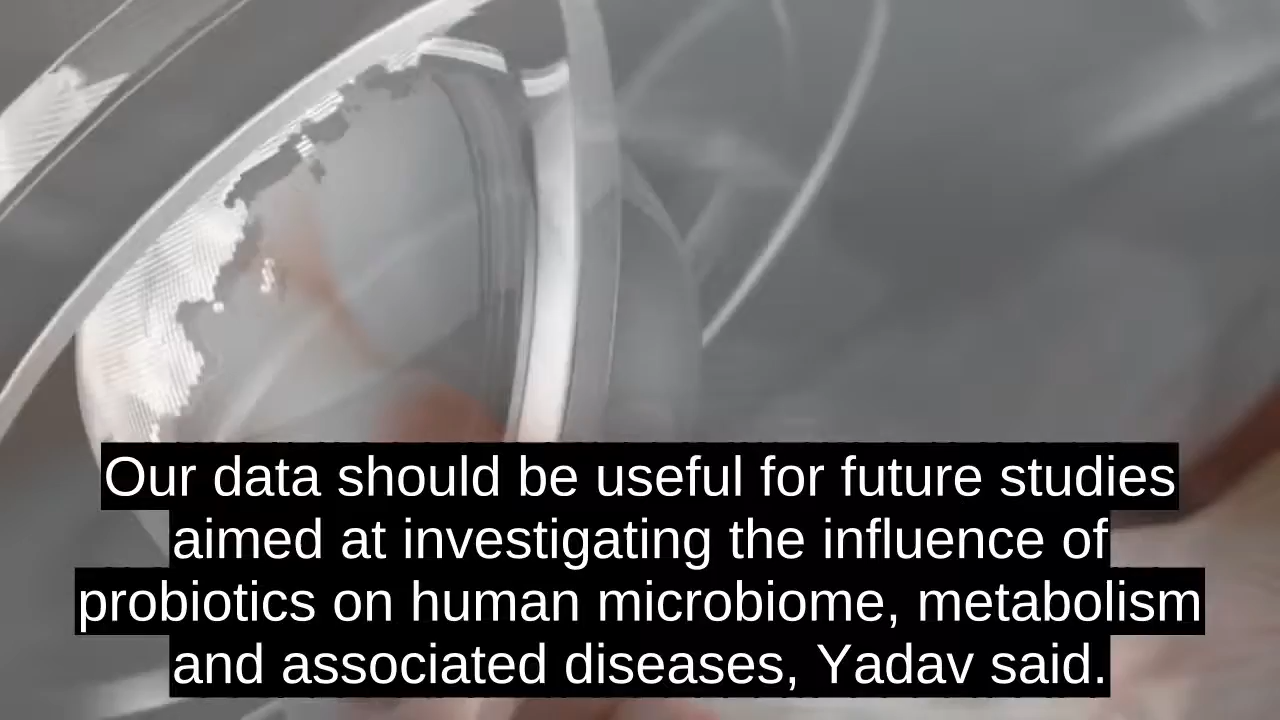 Our data should be useful for future studies
aimed at investigating the influence of
probiotics on human microbiome, metabolism
and associated diseases, Yadav said.